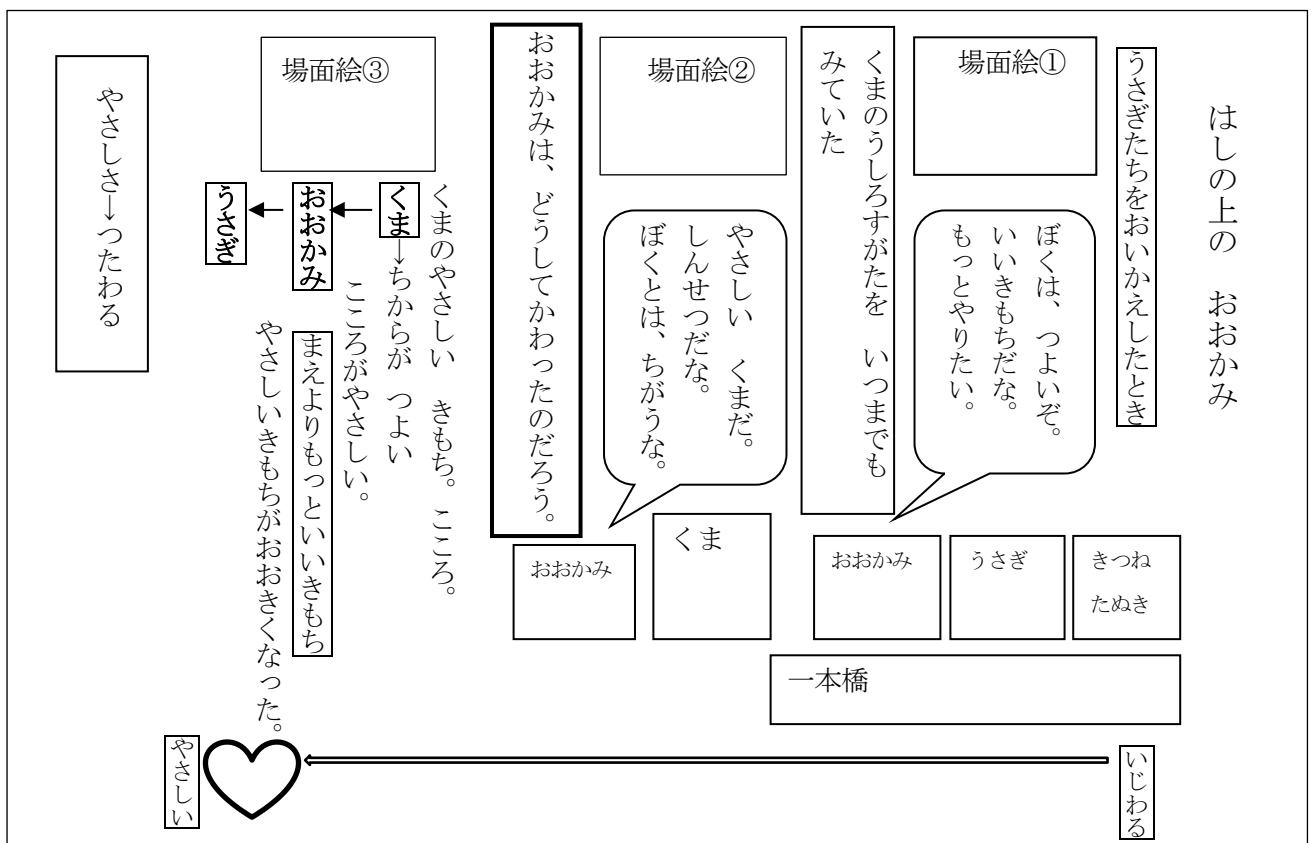 はしの上の　おおかみ
うさぎたちをおいかえしたとき
場面絵①
ぼくは、つよいぞ。
いいきもちだな。
もっとやりたい。
きつね
たぬき
うさぎ
おおかみ
一本橋
くまのうしろすがたを　いつまでも
みていた
場面絵②
やさしい　くまだ。
しんせつだな。
ぼくとは、ちがうな。
くま
おおかみ
おおかみは、どうしてかわったのだろう。
場面絵③
くまのやさしい　きもち。こころ。
くま→ちからが　つよい
こころがやさしい。
おおかみ
まえよりもっといいきもち
やさしいきもちがおおきくなった。
うさぎ
やさしさ→つたわる
いじわる
やさしい